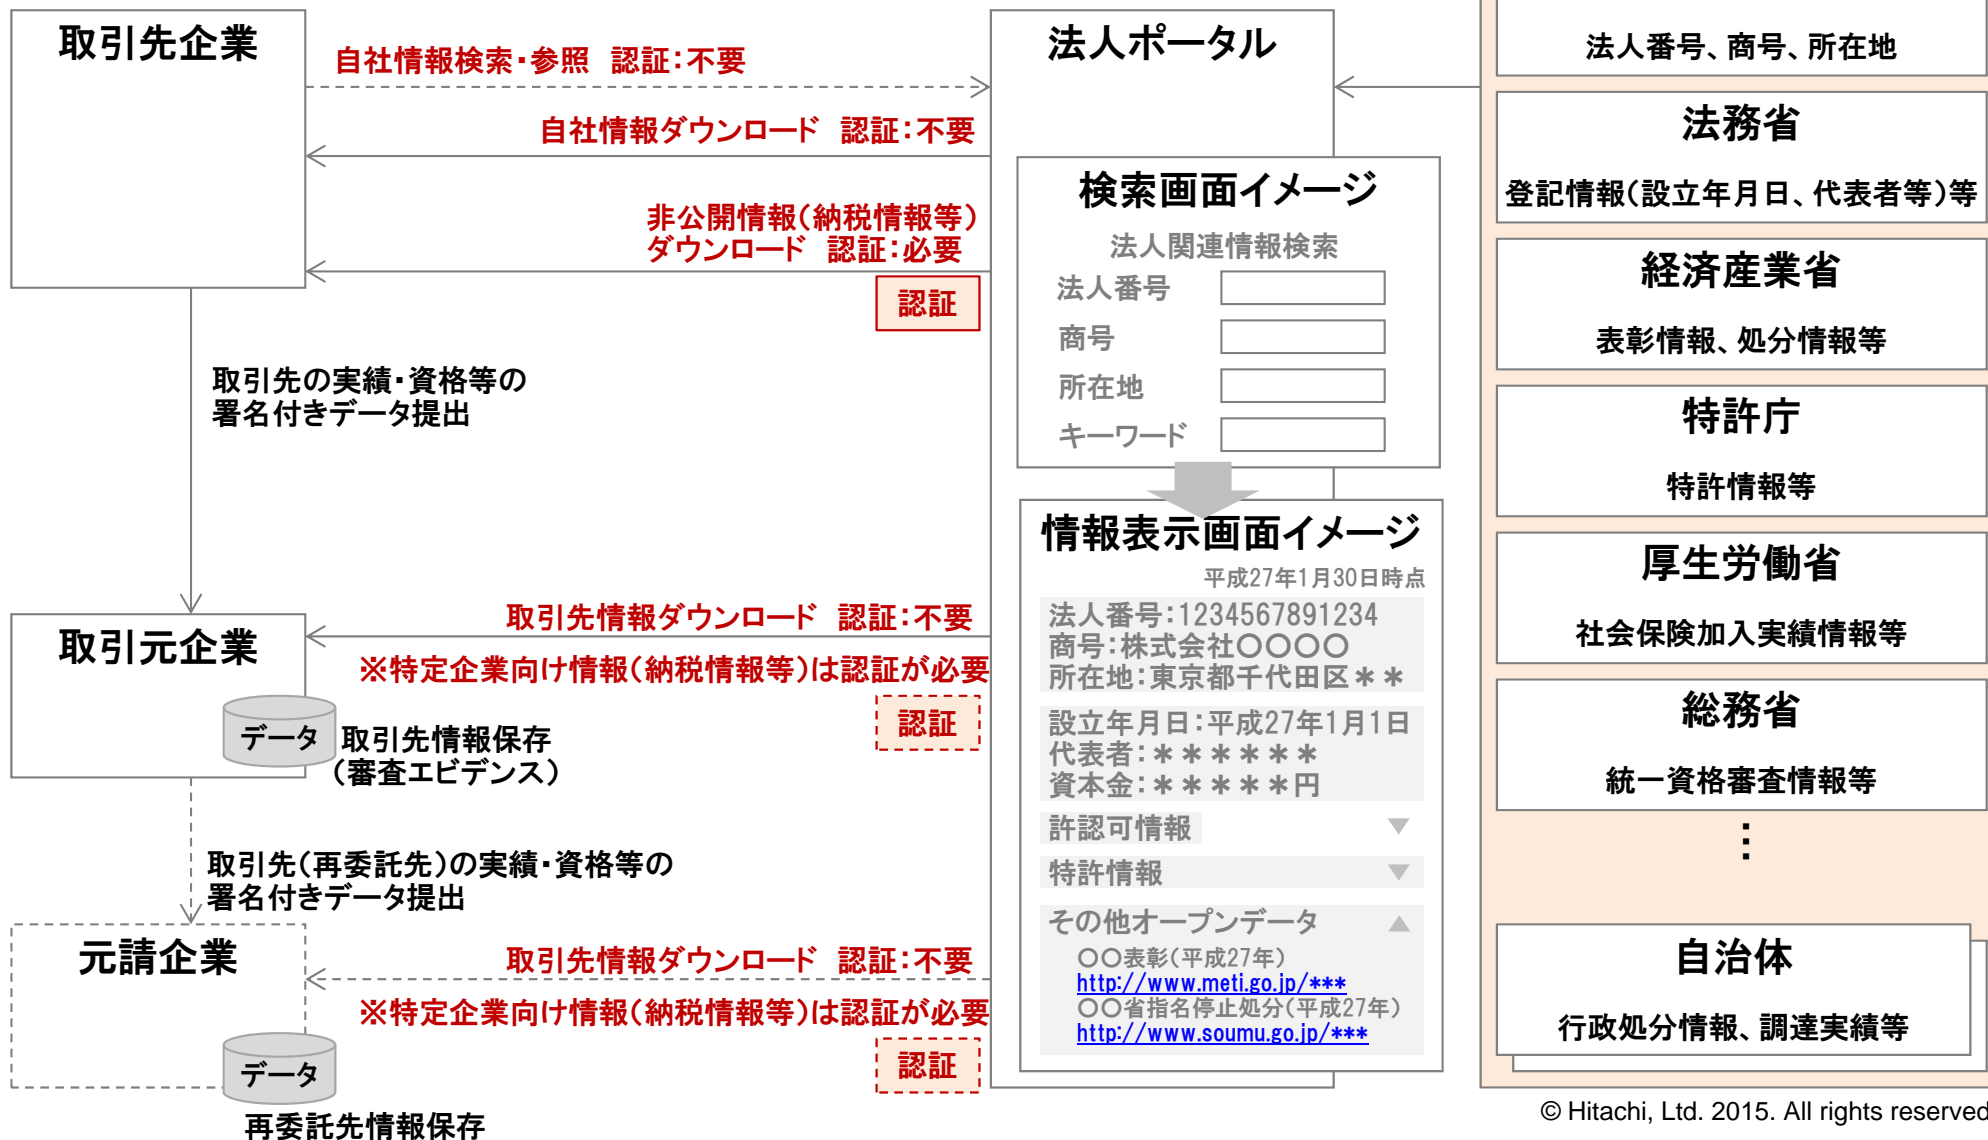 取引先企業
自社情報検索・参照　認証：不要
自社情報ダウンロード　認証：不要
非公開情報（納税情報等）
ダウンロード　認証：必要
認証
取引先の実績・資格等の
署名付きデータ提出
取引元企業
取引先情報ダウンロード　認証：不要
※特定企業向け情報（納税情報等）は認証が必要
認証
データ
取引先情報保存
（審査エビデンス）
取引先（再委託先）の実績・資格等の
署名付きデータ提出
元請企業
取引先情報ダウンロード　認証：不要
※特定企業向け情報（納税情報等）は認証が必要
認証
データ
再委託先情報保存
法人ポータル
検索画面イメージ
法人関連情報検索
法人番号
商号
所在地
キーワード
情報表示画面イメージ
平成27年1月30日時点
法人番号：1234567891234
商号：株式会社〇〇〇〇
所在地：東京都千代田区＊＊
設立年月日：平成27年1月1日
代表者：＊＊＊＊＊＊
資本金：＊＊＊＊＊円
許認可情報　▼
特許情報　▼
その他オープンデータ　▲
〇〇表彰（平成27年）
http://www.meti.go.jp/***
〇〇省指名停止処分（平成27年）
http://www.soumu.go.jp/***
法人番号、商号、所在地
法務省
登記情報（設立年月日、代表者等）等
経済産業省
表彰情報、処分情報等
特許庁
特許情報等
厚生労働省
社会保険加入実績情報等
総務省
統一資格審査情報等
⋮
自治体
行政処分情報、調達実績等
© Hitachi, Ltd. 2015. All rights reserved